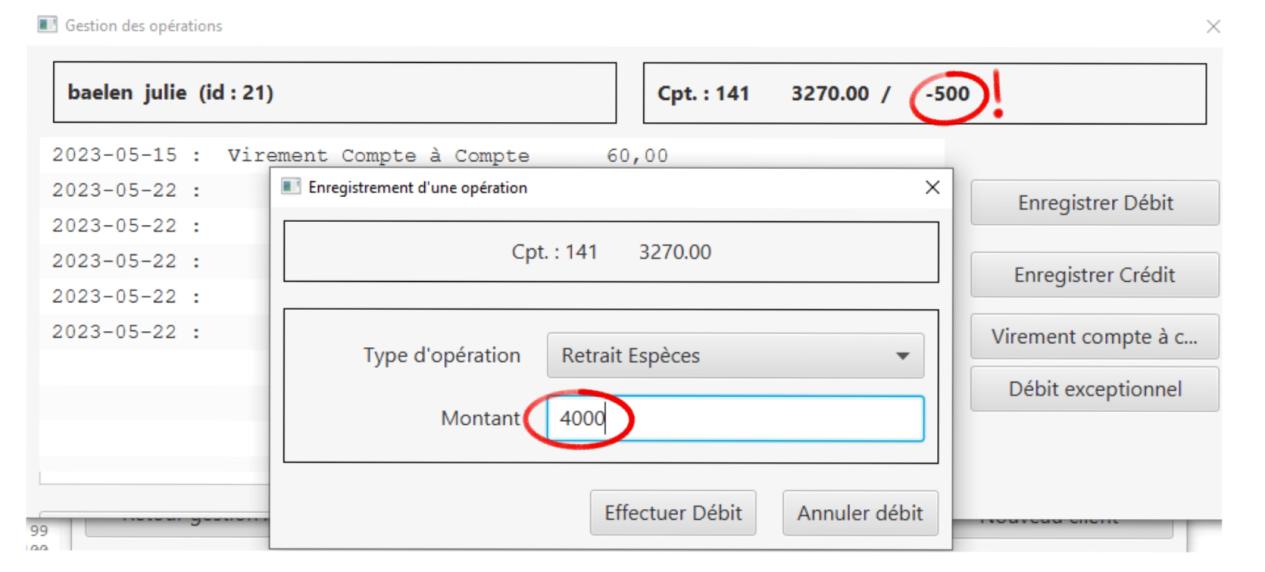 Gestion des opérations
baelen julie (id : 21)
Cpt. : 141 3270.00 / -500 !
2023-05-15 : Virement Compte à Compte 60,00
2023-05-22 :
2023-05-22 :
2023-05-22 :
2023-05-22 :
2023-05-22 :
Enregistrement d'une opération
Cpt. : 141 3270.00
Type d'opération Retrait Espèces
Montant 4000
Effectuer Débit Annuler débit
Enregistrer Débit
Enregistrer Crédit
Virement compte à c...
Débit exceptionnel
99